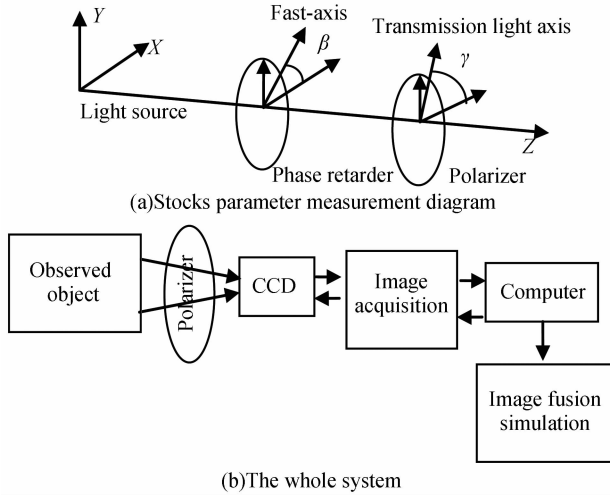 Y
X
Light source
Fast-axis
β
Transmission light axis
γ
Z
Phase retarder
Polarizer
(a)Stocks parameter measurement diagram
Observed
object
Polarizer
CCD
Image
acquisition
Computer
Image fusion
simulation
(b)The whole system